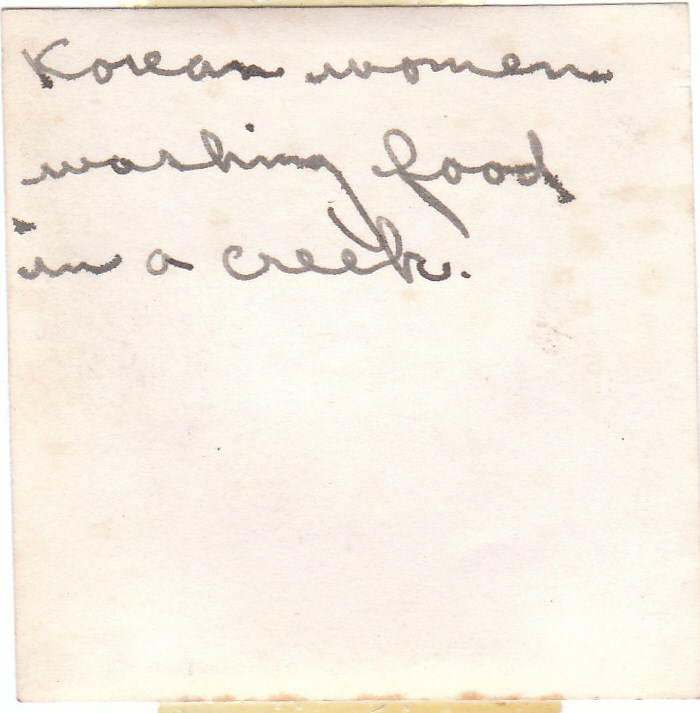 Korean women
washing food
in a creek.